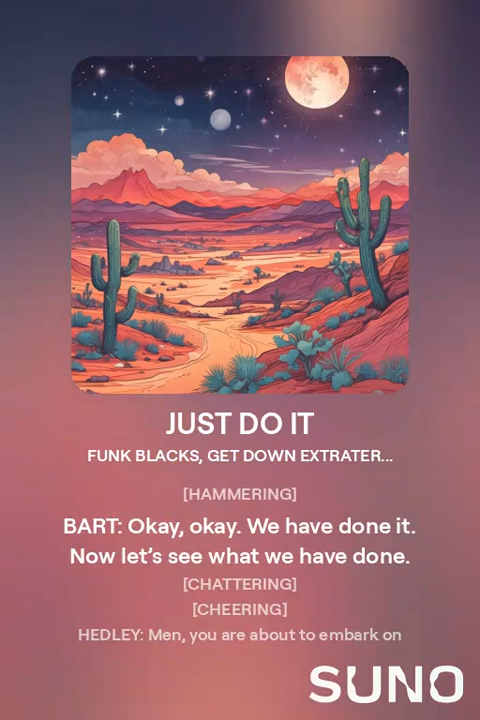 JUST DO IT
FUNK BLACKS, GET DOWN EXTRATER...
[HAMMERING]
BART: Okay, okay. We have done it.
Now let's see what we have done.
[CHATTERING]
[CHEERING]
HEDLEY: Men, you are about to embark on
SUNO